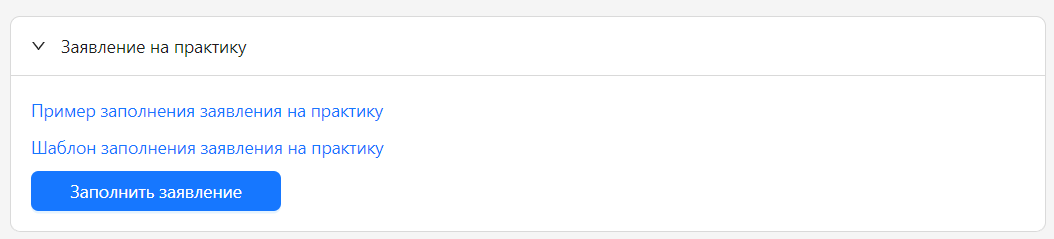 Заявление на практику
Пример заполнения заявления на практику
Шаблон заполнения заявления на практику
Заполнить заявление